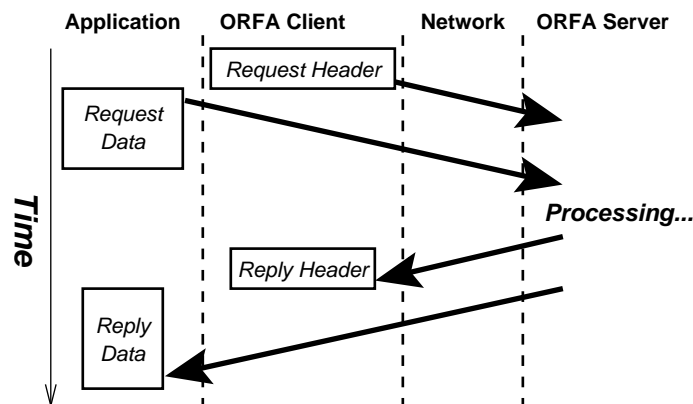 Application ORFA Client Network ORFA Server
Request Header
Request
Data
Time
Processing...
Reply Header
Reply
Data